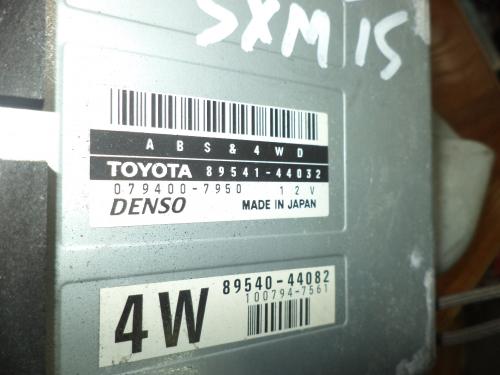 SXM 15
ABS&4WD
TOYOTA 89541-44032
079400-7950 12V
DENSO MADE IN JAPAN
4W 89540-44082
100794-7561